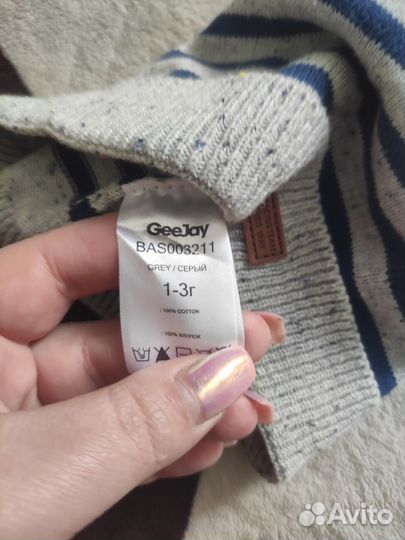 GeeJay
BAS003211
GREY / СЕРЫЙ
1-3г
: 100% COTTON
: 100% ХЛОПОК
Avito